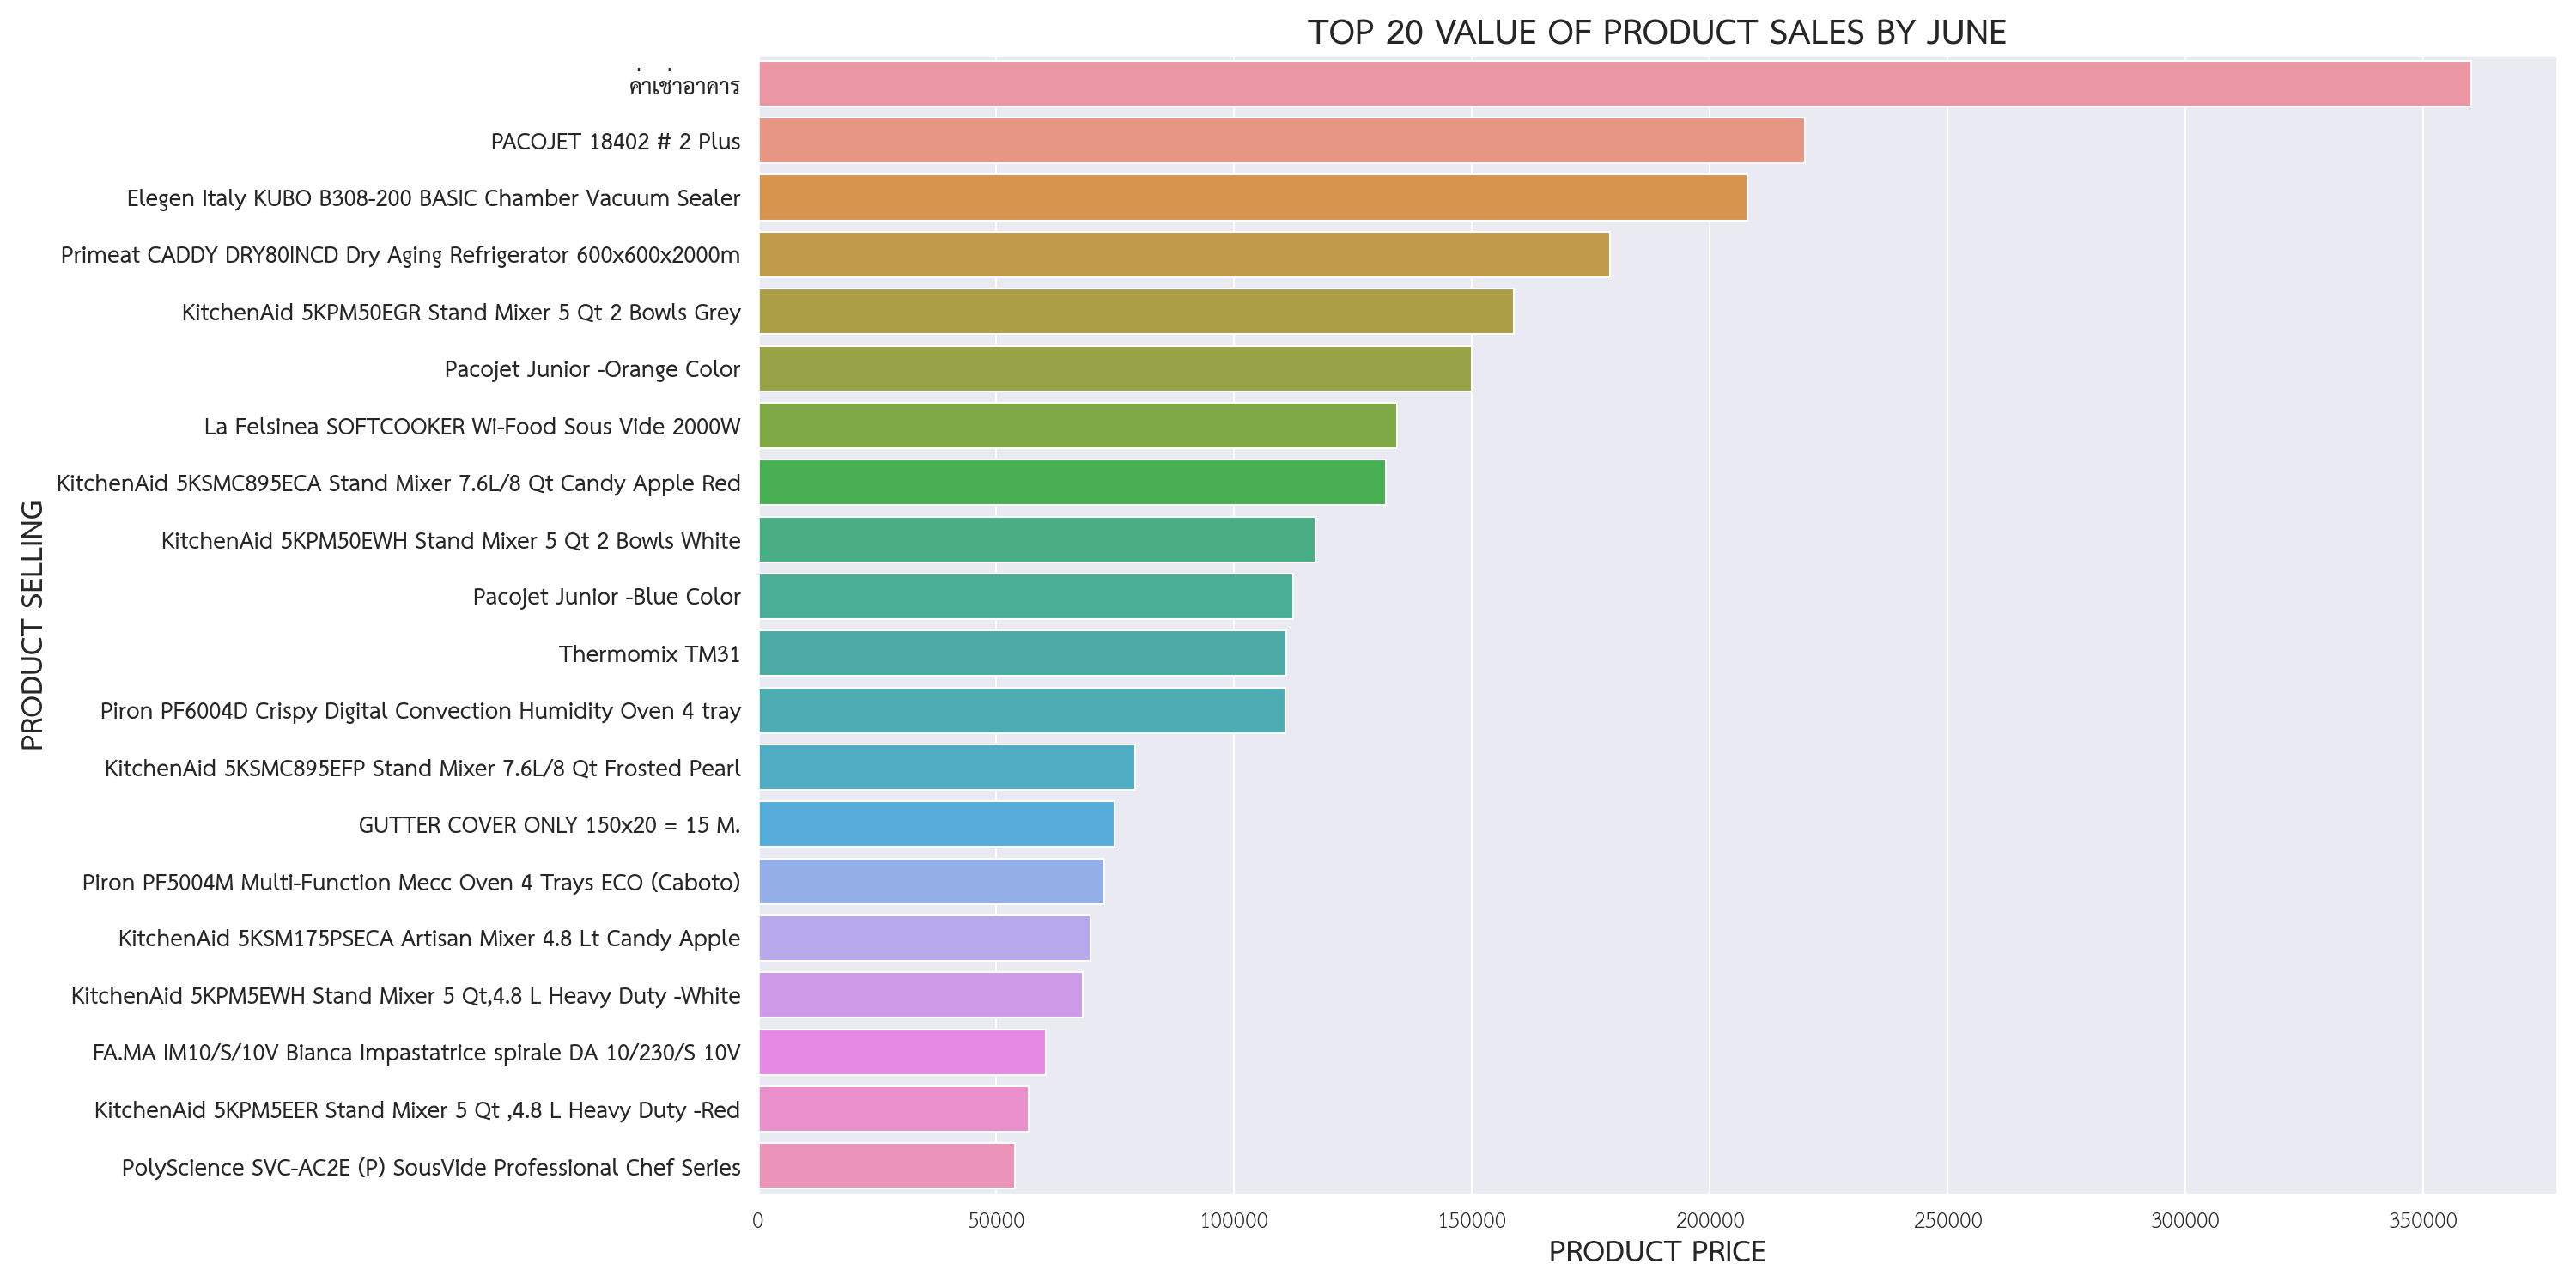 TOP 20 VALUE OF PRODUCT SALES BY JUNE
PRODUCT SELLING
ค่าเช่าอาคาร
PACOJET 18402 # 2 Plus
Elegen Italy KUBO B308-200 BASIC Chamber Vacuum Sealer
Primeat CADDY DRY80INCD Dry Aging Refrigerator 600x600x2000m
KitchenAid 5KPM50EGR Stand Mixer 5 Qt 2 Bowls Grey
Pacojet Junior -Orange Color
La Felsinea SOFTCOOKER Wi-Food Sous Vide 2000W
KitchenAid 5KSMC895ECA Stand Mixer 7.6L/8 Qt Candy Apple Red
KitchenAid 5KPM50EWH Stand Mixer 5 Qt 2 Bowls White
Pacojet Junior -Blue Color
Thermomix TM31
Piron PF6004D Crispy Digital Convection Humidity Oven 4 tray
KitchenAid 5KSMC895EFP Stand Mixer 7.6L/8 Qt Frosted Pearl
GUTTER COVER ONLY 150x20 = 15 M.
Piron PF5004M Multi-Function Mecc Oven 4 Trays ECO (Caboto)
KitchenAid 5KSM175PSECA Artisan Mixer 4.8 Lt Candy Apple
KitchenAid 5KPM5EWH Stand Mixer 5 Qt,4.8 L Heavy Duty -White
FA.MA IM10/S/10V Bianca Impastatrice spirale DA 10/230/S 10V
KitchenAid 5KPM5EER Stand Mixer 5 Qt ,4.8 L Heavy Duty -Red
PolyScience SVC-AC2E (P) SousVide Professional Chef Series
0 50000 100000 150000 200000 250000 300000 350000
PRODUCT PRICE